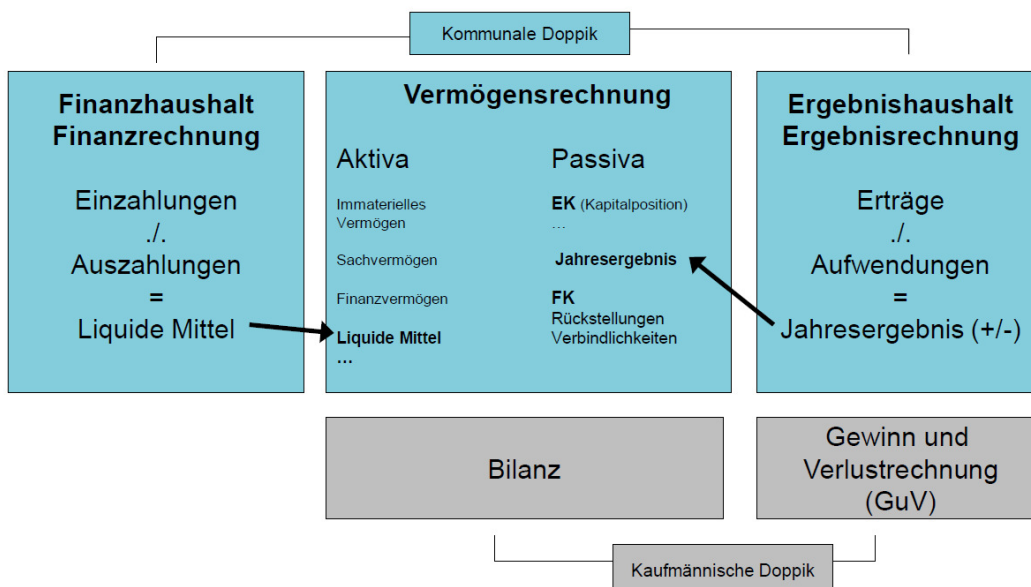 Kommunale Doppik
Finanzhaushalt
Finanzrechnung
Einzahlungen
./.
Auszahlungen
=
Liquide Mittel
Vermögensrechnung
Aktiva
Immaterielles
Vermögen
Sachvermögen
Finanzvermögen
Liquide Mittel
...
Passiva
EK (Kapitalposition)
...
Jahresergebnis
FK
Rückstellungen
Verbindlichkeiten
Ergebnishaushalt
Ergebnisrechnung
Erträge
./.
Aufwendungen
=
Jahresergebnis (+/-)
Bilanz
Gewinn und
Verlustrechnung
(GuV)
Kaufmännische Doppik